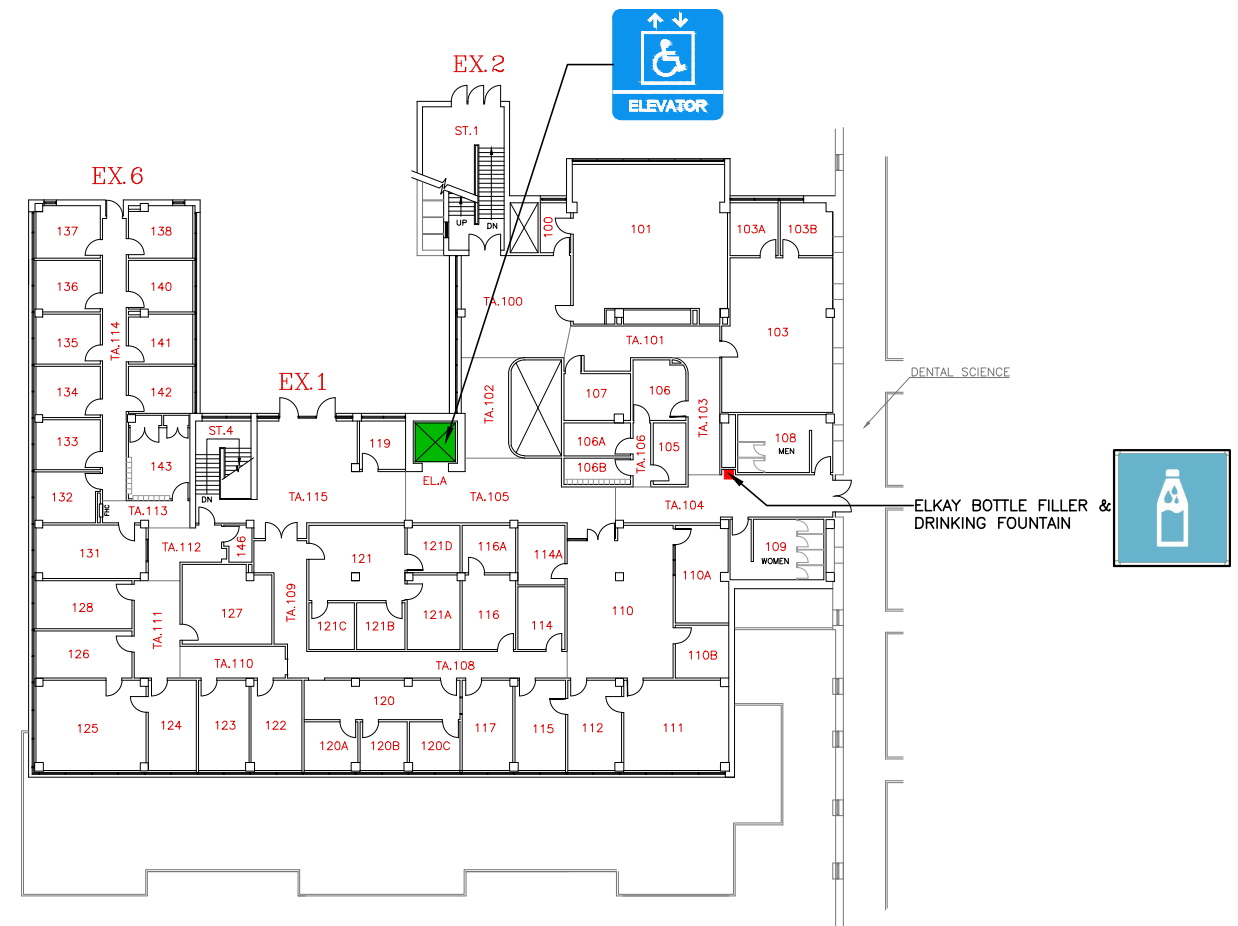 ELEVATOR
EX.2
ST.1
UP
DN
EX.6
137
138
100
101
103A
103B
136
140
TA.100
135
TA.114
141
TA.101
103
134
142
EX.1
TA.102
107
106
TA.103
DENTAL SCIENCE
133
ST.4
119
106A
TA.106
105
108
MEN
143
106B
EL.A
132
FHC
DN
TA.113
TA.115
TA.105
TA.104
ELKAY BOTTLE FILLER &
DRINKING FOUNTAIN
131
TA.112
146
121
121D
116A
114A
110A
109
WOMEN
128
TA.111
127
TA.109
121C
121B
121A
116
114
110
126
TA.110
TA.108
110B
125
124
123
122
120
117
115
112
111
120A
120B
120C